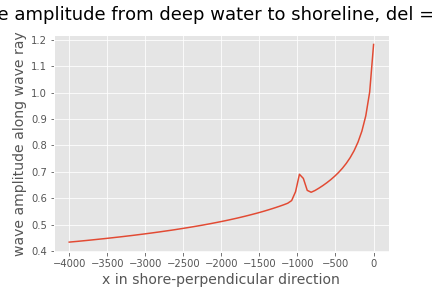 e amplitude from deep water to shoreline, del =
wave amplitude along wave ray
1.2
1.1
1.0
0.9
0.8
0.7
0.6
0.5
0.4
−4000 −3500 −3000 −2500 −2000 −1500 −1000 −500 0
x in shore-perpendicular direction